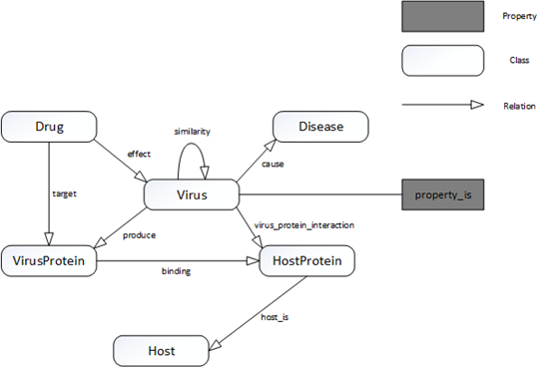 Property
Class
Relation
Drug
Disease
similarity
effect
cause
Virus
property_is
target
produce
virus_protein_interaction
VirusProtein
HostProtein
binding
host_is
Host